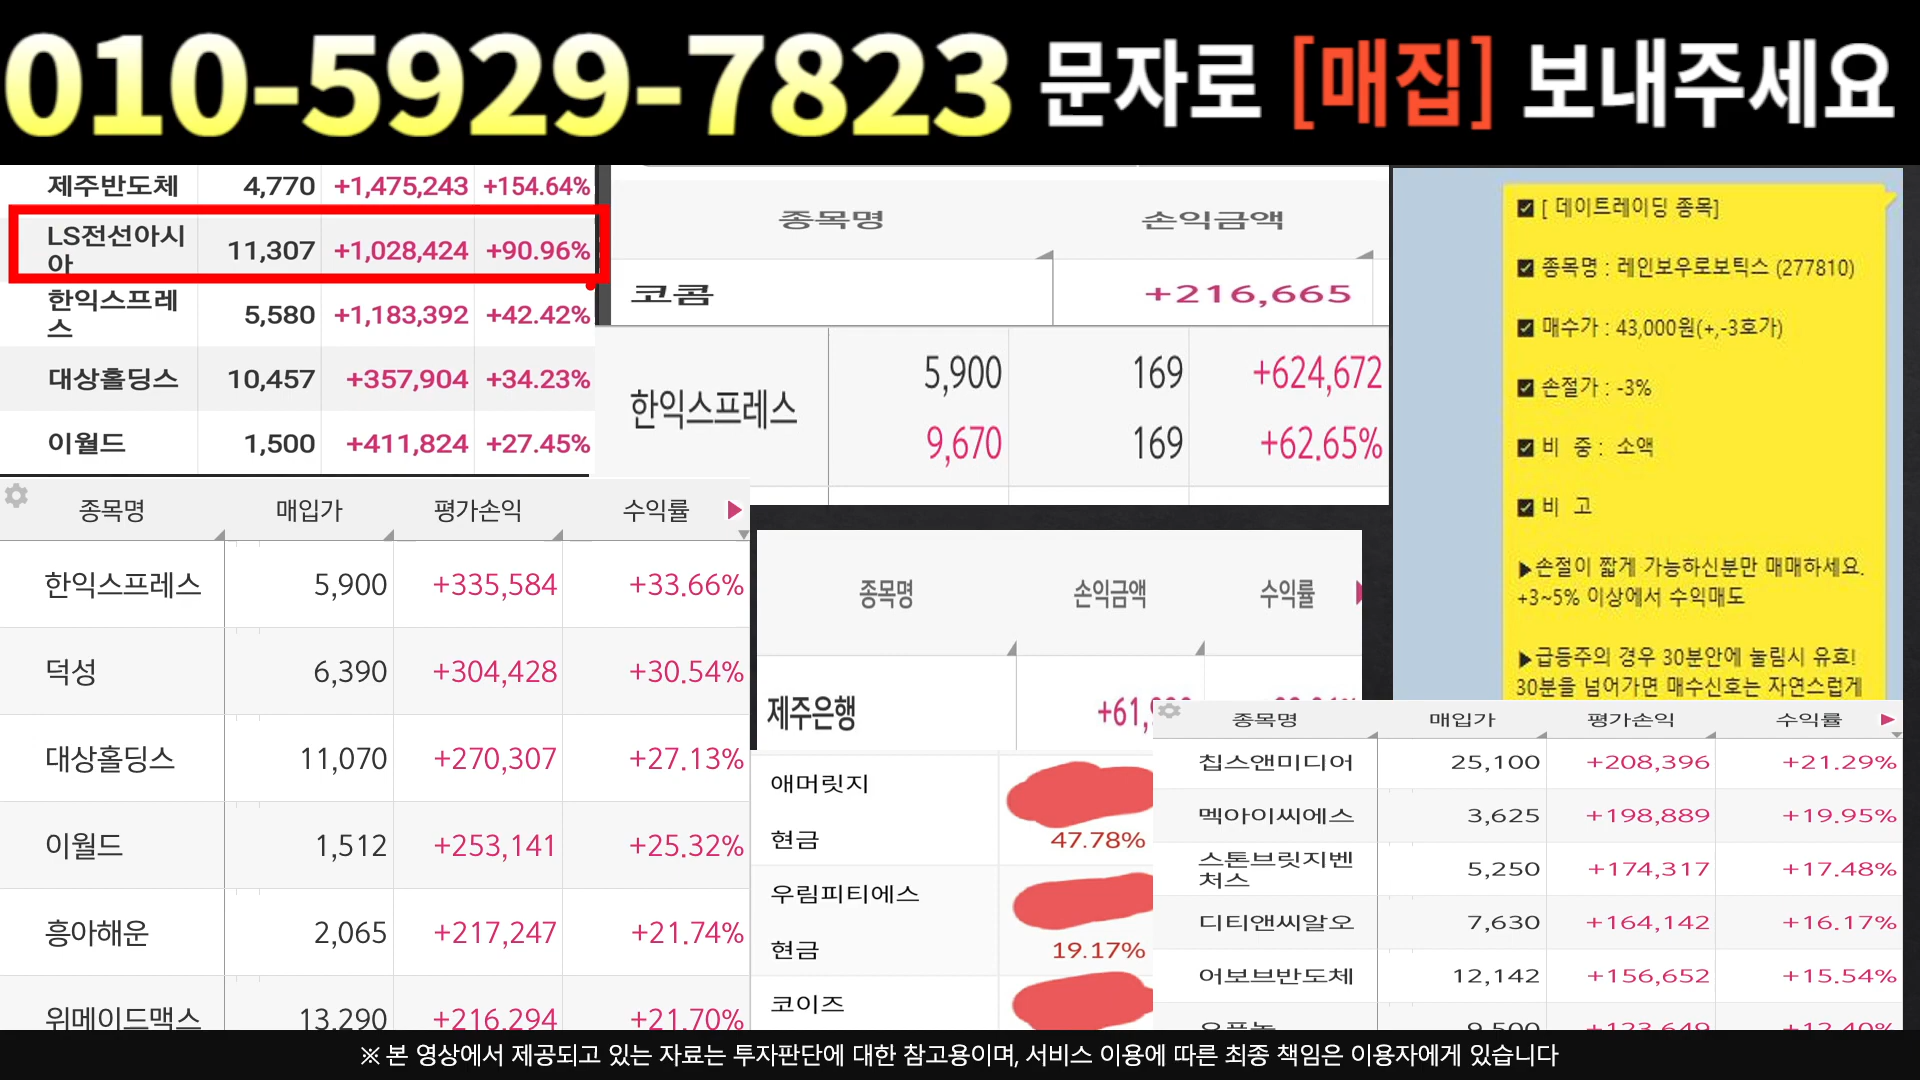 010-5929-7823 문자로 [매집] 보내주세요
제주반도체 4,770 +1,475,243 +154.64%
LS전선아시
아 11,307 +1,028,424 +90.96%
한익스프레
스 5,580 +1,183,392 +42.42%
대상홀딩스 10,457 +357,904 +34.23%
이월드 1,500 +411,824 +27.45%
종목명 손익금액
코콤 +216,665
한익스프레스
5,900 169 +624,672
9,670 169 +62.65%
☑ [ 데이트레이딩 종목]
☑ 종목명 : 레인보우로보틱스 (277810)
☑ 매수가 : 43,000원(+,-3호가)
☑ 손절가 : -3%
☑ 비 중 : 소액
☑ 비 고
▶손절이 짧게 가능하신분만 매매하세요.
+3~5% 이상에서 수익매도
▶급등주의 경우 30분안에 눌림시 유효!
30분을 넘어가면 매수신호는 자연스럽게
종목명 매입가 평가손익 수익률
한익스프레스 5,900 +335,584 +33.66%
덕성 6,390 +304,428 +30.54%
대상홀딩스 11,070 +270,307 +27.13%
이월드 1,512 +253,141 +25.32%
흥아해운 2,065 +217,247 +21.74%
위메이드맥스 13,290 +216,294 +21.70%
종목명 손익금액 수익률
제주은행 +61,
애머릿지
현금 47.78%
우림피티에스
현금 19.17%
코이즈
종목명 매입가 평가손익 수익률
칩스앤미디어 25,100 +208,396 +21.29%
멕아이씨에스 3,625 +198,889 +19.95%
스톤브릿지벤
처스 5,250 +174,317 +17.48%
디티앤씨알오 7,630 +164,142 +16.17%
어보브반도체 12,142 +156,652 +15.54%
9,500 +123,649 +12.40%
※ 본 영상에서 제공되고 있는 자료는 투자판단에 대한 참고용이며, 서비스 이용에 따른 최종 책임은 이용자에게 있습니다